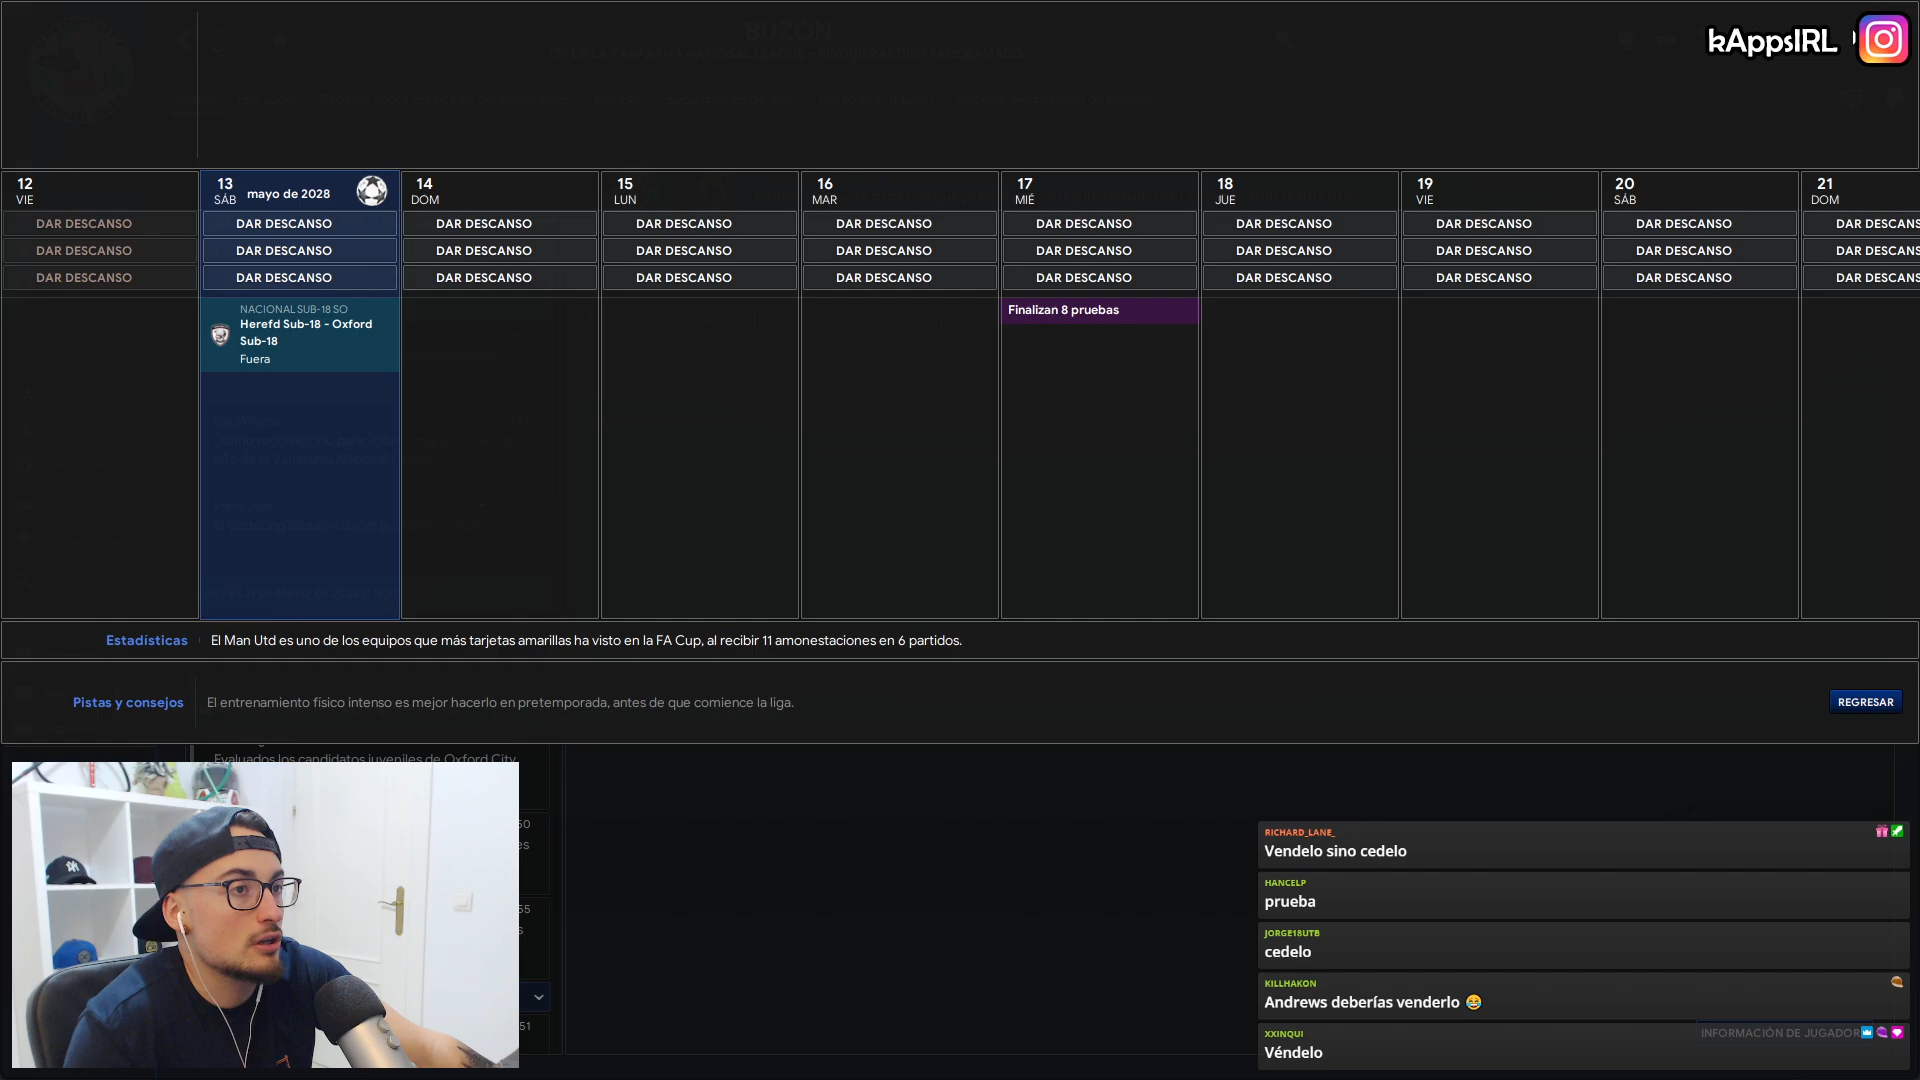 BUZÓN
kAppsIRL
12
VIE
13
SÁB
mayo de 2028
14
DOM
15
LUN
16
MAR
17
MIÉ
18
JUE
19
VIE
20
SÁB
21
DOM
DAR DESCANSO DAR DESCANSO DAR DESCANSO DAR DESCANSO DAR DESCANSO DAR DESCANSO DAR DESCANSO DAR DESCANSO DAR DESCANSO DAR DESCANS
DAR DESCANSO DAR DESCANSO DAR DESCANSO DAR DESCANSO DAR DESCANSO DAR DESCANSO DAR DESCANSO DAR DESCANSO DAR DESCANSO DAR DESCANS
DAR DESCANSO DAR DESCANSO DAR DESCANSO DAR DESCANSO DAR DESCANSO DAR DESCANSO DAR DESCANSO DAR DESCANSO DAR DESCANSO DAR DESCANS
NACIONAL SUB-18 SO
Herefd Sub-18 - Oxford
Sub-18
Fuera
Finalizan 8 pruebas
Estadísticas
El Man Utd es uno de los equipos que más tarjetas amarillas ha visto en la FA Cup, al recibir 11 amonestaciones en 6 partidos.
Pistas y consejos
El entrenamiento físico intenso es mejor hacerlo en pretemporada, antes de que comience la liga.
REGRESAR
Evaluados los candidatos juveniles de Oxford City
RICHARD_LANE_
Vendelo sino cedelo
HANCELP
prueba
JORGE18UTB
cedelo
KILLHAKON
Andrews deberías venderlo 😂
INFORMACIÓN DE JUGADOR
XXINQUI
Véndelo